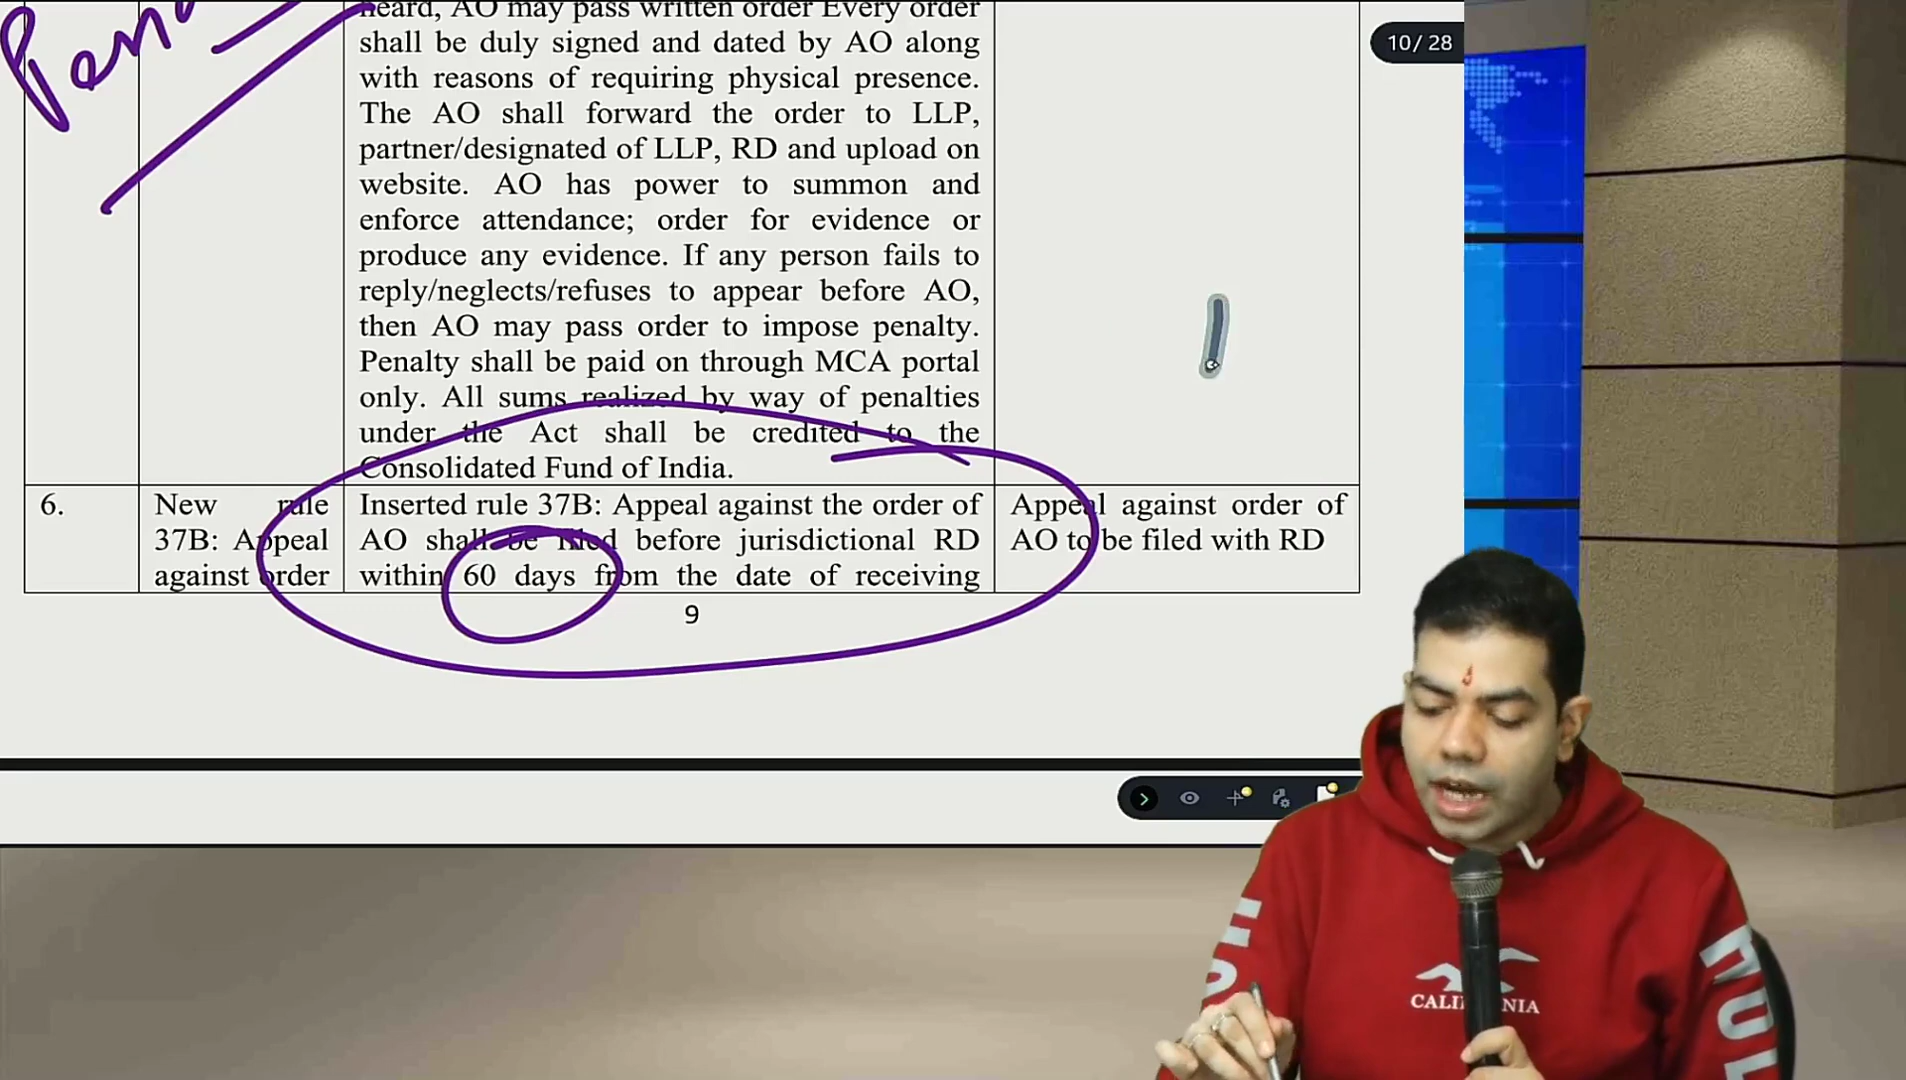 Pena
heard, AO may pass written order Every order
shall be duly signed and dated by AO along
with reasons of requiring physical presence.
The AO shall forward the order to LLP,
partner/designated of LLP, RD and upload on
website. AO has power to summon and
enforce attendance; order for evidence or
produce any evidence. If any person fails to
reply/neglects/refuses to appear before AO,
then AO may pass order to impose penalty.
Penalty shall be paid on through MCA portal
only. All sums realized by way of penalties
under the Act shall be credited to the
Consolidated Fund of India.
6.
New rule
37B: Appeal
against order
Inserted rule 37B: Appeal against the order of
AO shall be filed before jurisdictional RD
within 60 days from the date of receiving
Appeal against order of
AO to be filed with RD
9
10/ 28